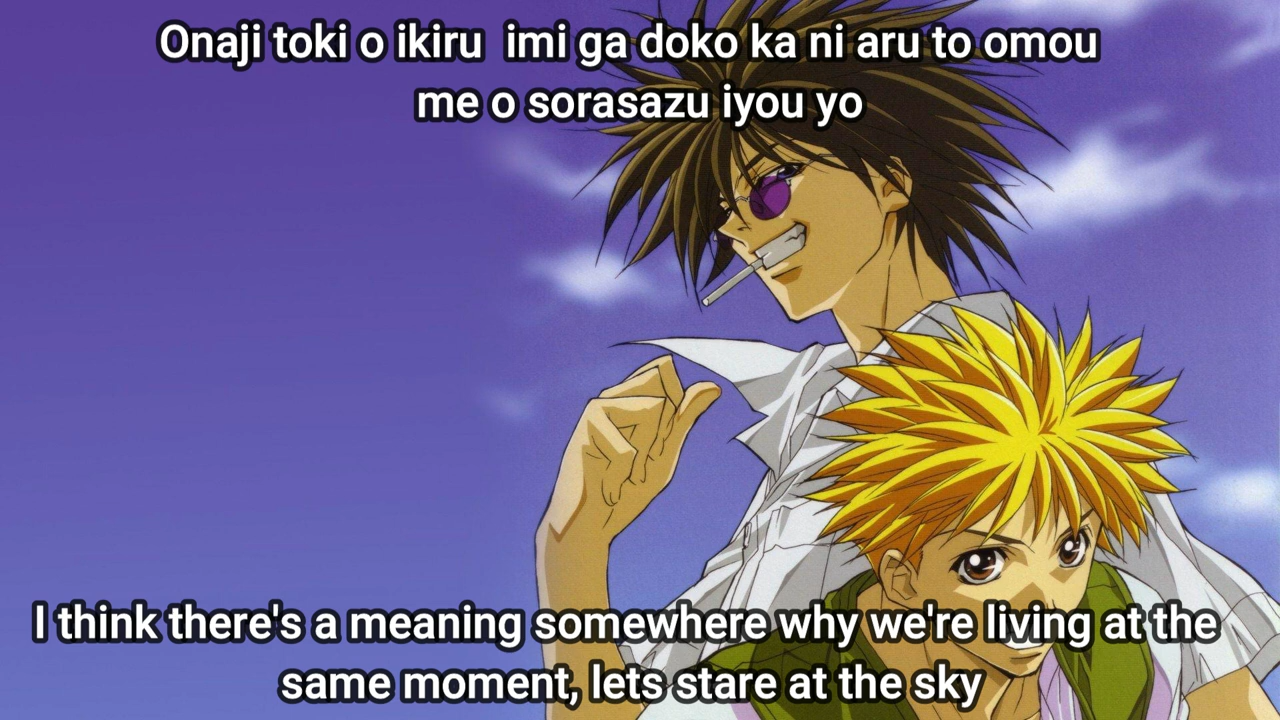 Onaji toki o ikiru  imi ga doko ka ni aru to omou
me o sorasazu iyou yo
I think there's a meaning somewhere why we're living at the
same moment, lets stare at the sky